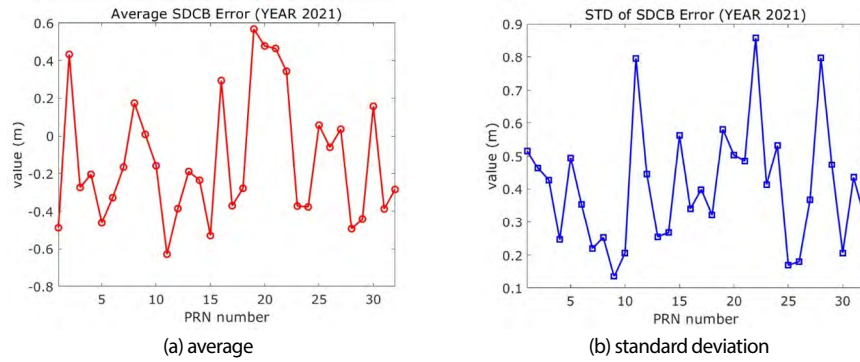 Average SDCB Error (YEAR 2021)
0.6
0.4
0.2
0
-0.2
-0.4
-0.6
-0.8
value (m)
5 10 15 20 25 30
PRN number
(a) average
STD of SDCB Error (YEAR 2021)
0.9
0.8
0.7
0.6
0.5
0.4
0.3
0.2
0.1
value (m)
5 10 15 20 25 30
PRN number
(b) standard deviation